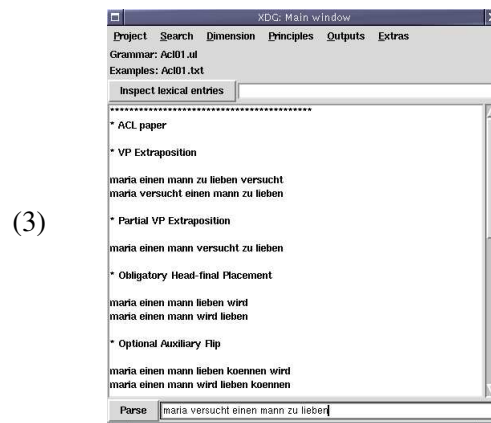 XDG: Main window
Project Search Dimension Principles Outputs Extras
Grammar: Acl01.ul
Examples: Acl01.txt
Inspect lexical entries
******************************************
* ACL paper
* VP Extraposition
maria einen mann zu lieben versucht
maria versucht einen mann zu lieben
* Partial VP Extraposition
maria einen mann versucht zu lieben
* Obligatory Head-final Placement
maria einen mann lieben wird
maria einen mann wird lieben
* Optional Auxiliary Flip
maria einen mann lieben koennen wird
maria einen mann wird lieben koennen
Parse maria versucht einen mann zu lieben
(3)